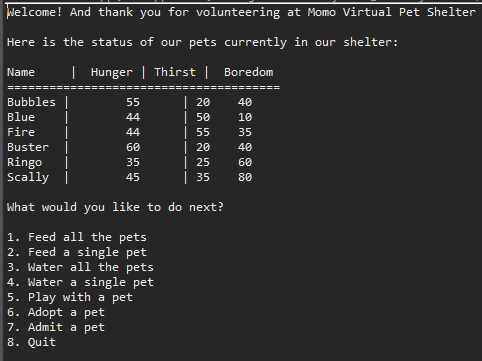 Welcome! And thank you for volunteering at Momo Virtual Pet Shelter
Here is the status of our pets currently in our shelter:
Name     |  Hunger | Thirst |  Boredom
=======================================
Bubbles |        55      | 20    40
Blue    |        44      | 50    10
Fire    |        44      | 55    35
Buster  |        60      | 20    40
Ringo   |        35      | 25    60
Scally  |        45      | 35    80
What would you like to do next?
1. Feed all the pets
2. Feed a single pet
3. Water all the pets
4. Water a single pet
5. Play with a pet
6. Adopt a pet
7. Admit a pet
8. Quit